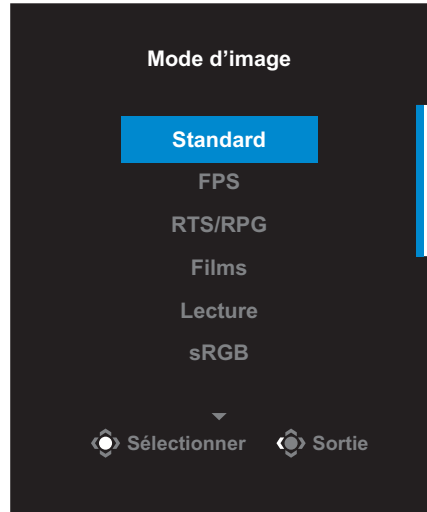 Mode d’image
Standard
FPS
RTS/RPG
Films
Lecture
sRGB
Sélectionner Sortie